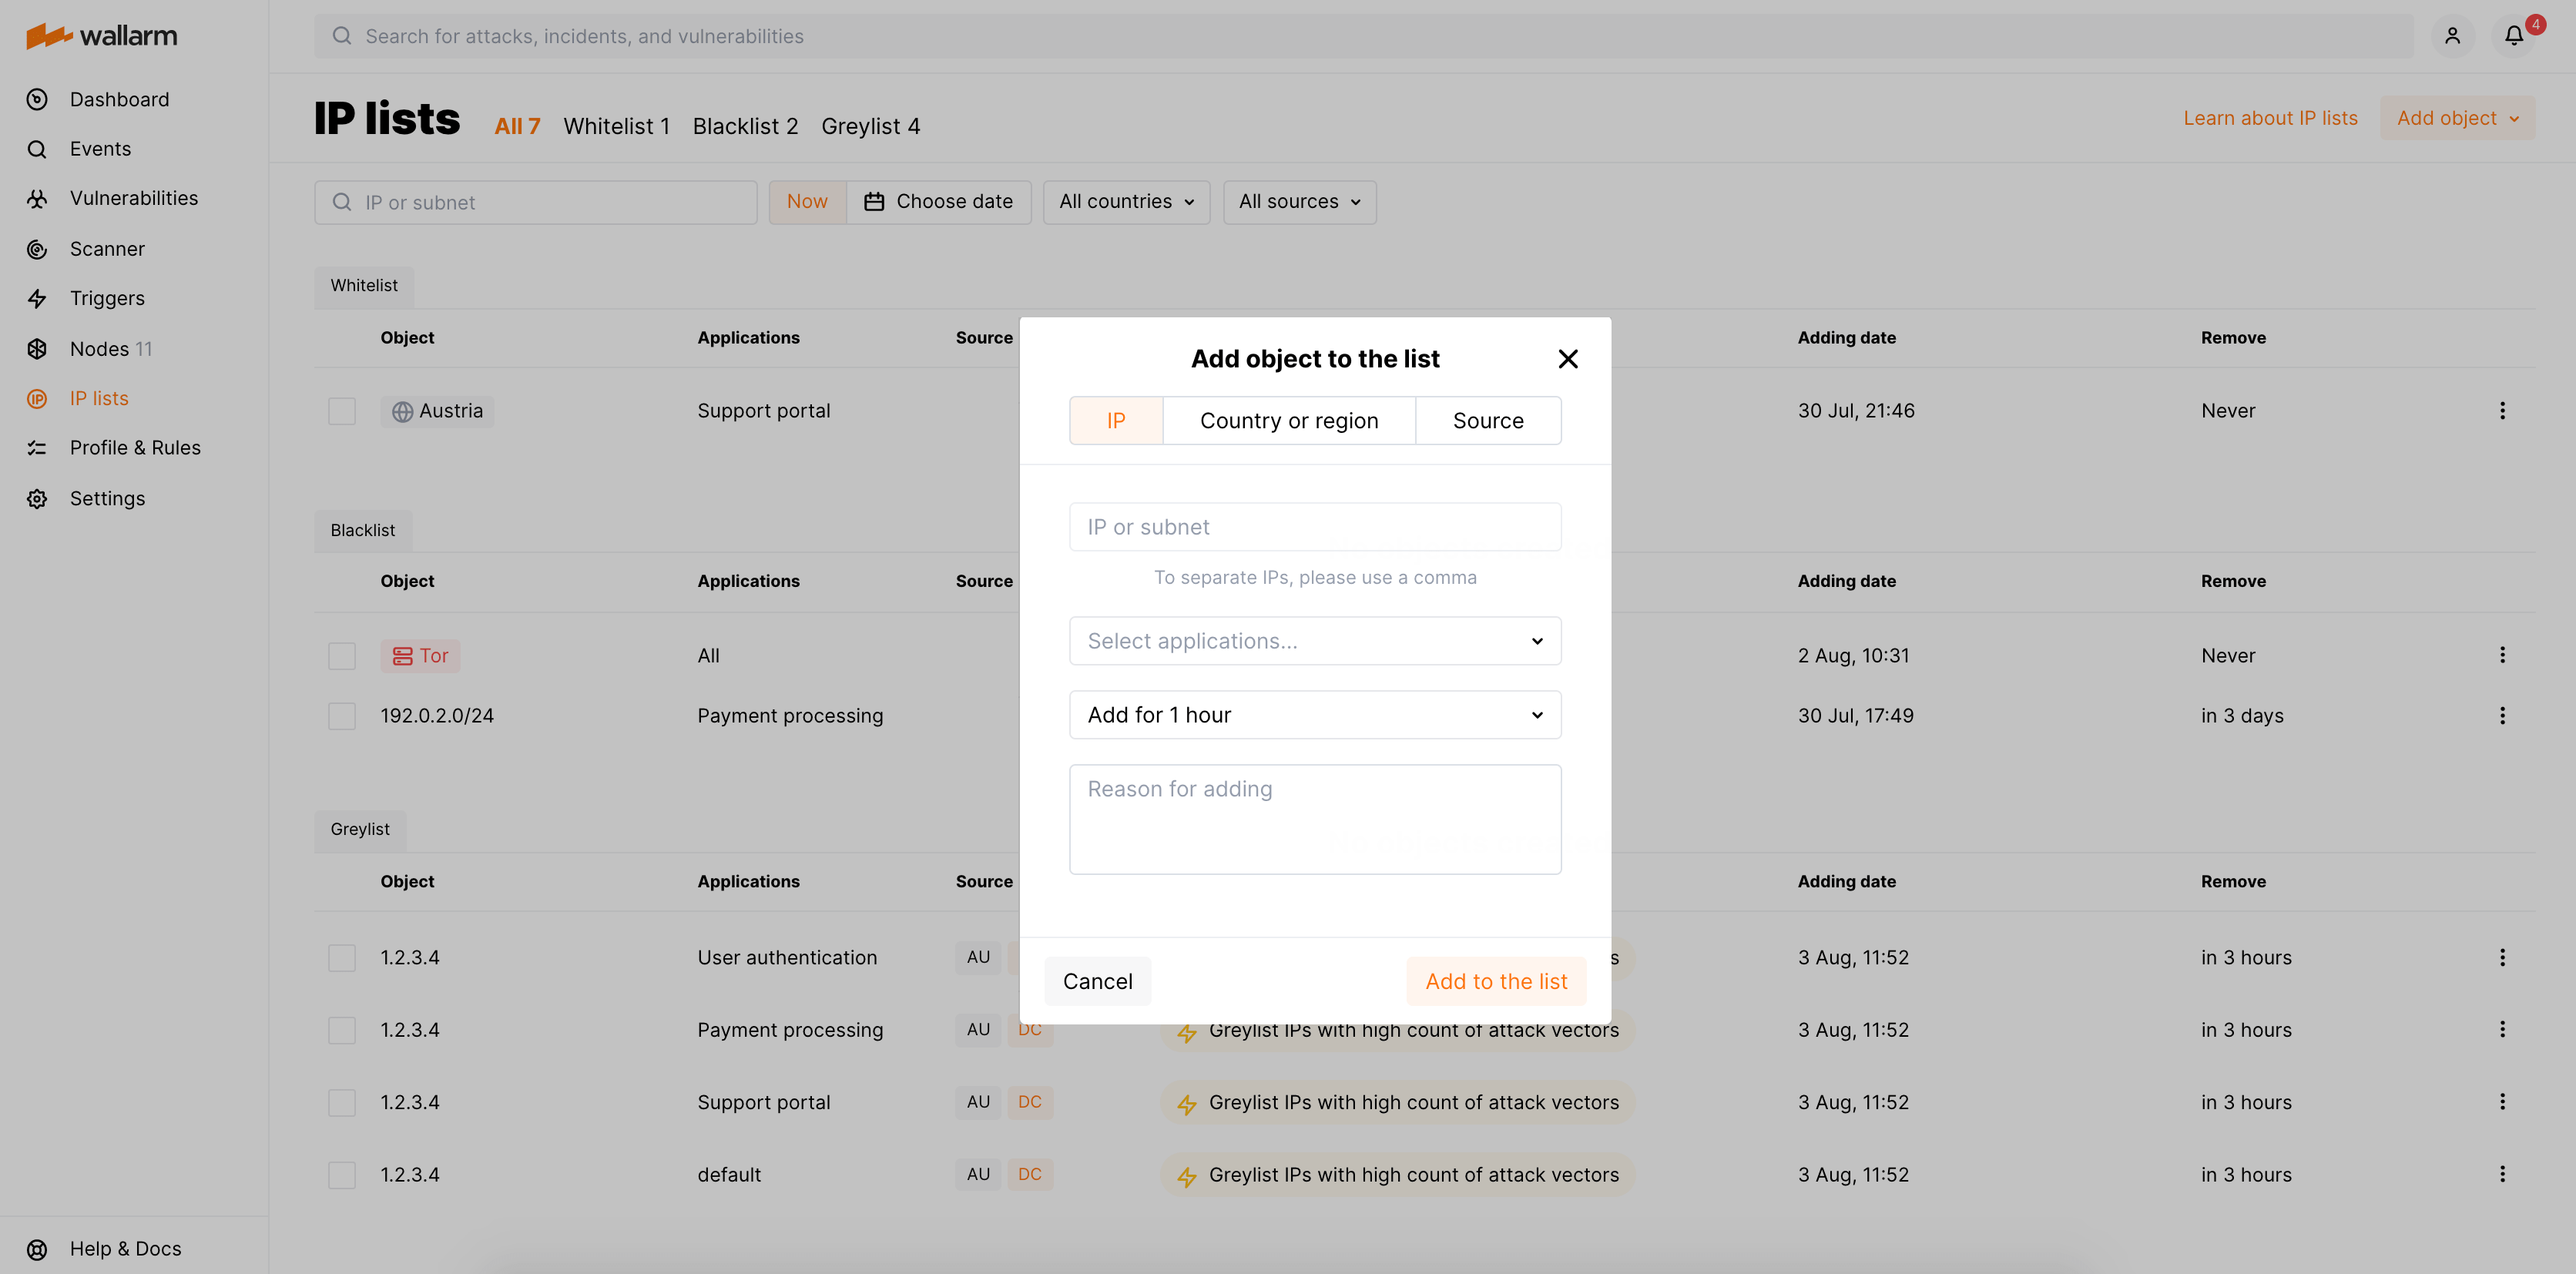 wallarm
Search for attacks, incidents, and vulnerabilities
4
Dashboard
Events
Vulnerabilities
Scanner
Triggers
Nodes 11
IP lists
Profile & Rules
Settings
Help & Docs
IP lists All 7 Whitelist 1 Blacklist 2 Greylist 4
Learn about IP lists Add object
IP or subnet Now Choose date All countries All sources
Whitelist
Object Applications Source Adding date Remove
Austria Support portal 30 Jul, 21:46 Never
Blacklist
Object Applications Source Adding date Remove
Tor All 2 Aug, 10:31 Never
192.0.2.0/24 Payment processing 30 Jul, 17:49 in 3 days
Greylist
Object Applications Source Adding date Remove
1.2.3.4 User authentication AU s 3 Aug, 11:52 in 3 hours
1.2.3.4 Payment processing AU DC Greylist IPs with high count of attack vectors 3 Aug, 11:52 in 3 hours
1.2.3.4 Support portal AU DC Greylist IPs with high count of attack vectors 3 Aug, 11:52 in 3 hours
1.2.3.4 default AU DC Greylist IPs with high count of attack vectors 3 Aug, 11:52 in 3 hours
Add object to the list
IP Country or region Source
IP or subnet
To separate IPs, please use a comma
Select applications...
Add for 1 hour
Reason for adding
Cancel Add to the list